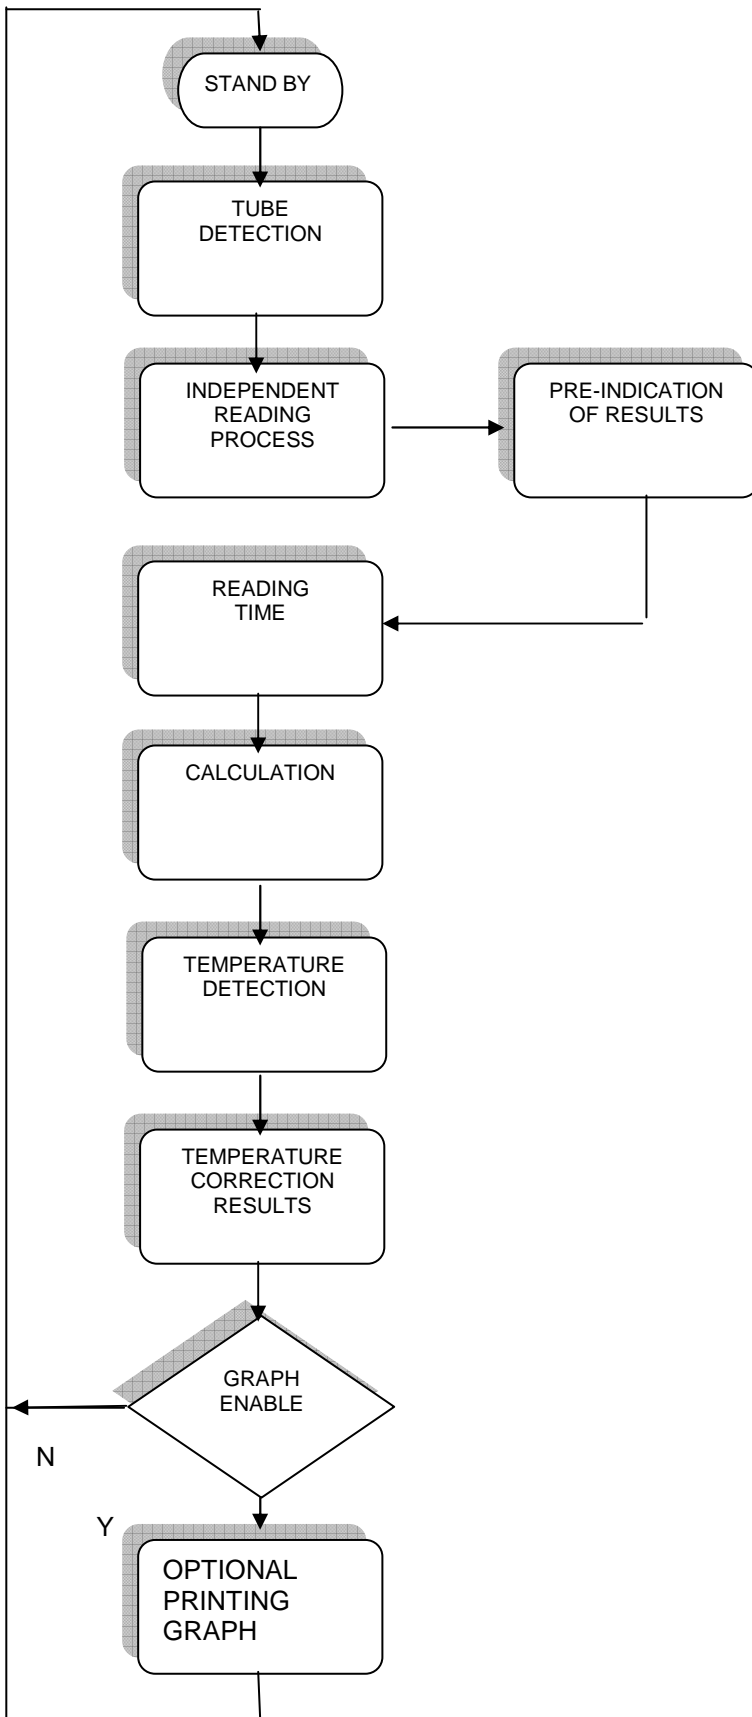 STAND BY
TUBE
DETECTION
INDEPENDENT
READING
PROCESS
PRE-INDICATION
OF RESULTS
READING
TIME
CALCULATION
TEMPERATURE
DETECTION
TEMPERATURE
CORRECTION
RESULTS
GRAPH
ENABLE
N
Y
OPTIONAL
PRINTING
GRAPH